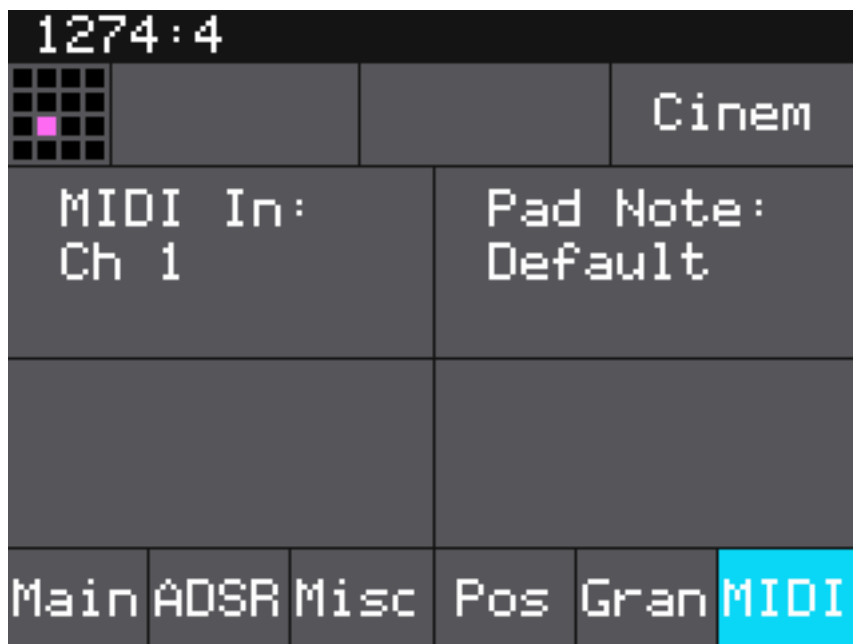 1274:4
Cinem
MIDI In:
Ch 1
Pad Note:
Default
Main ADSR Misc Pos Gran MIDI